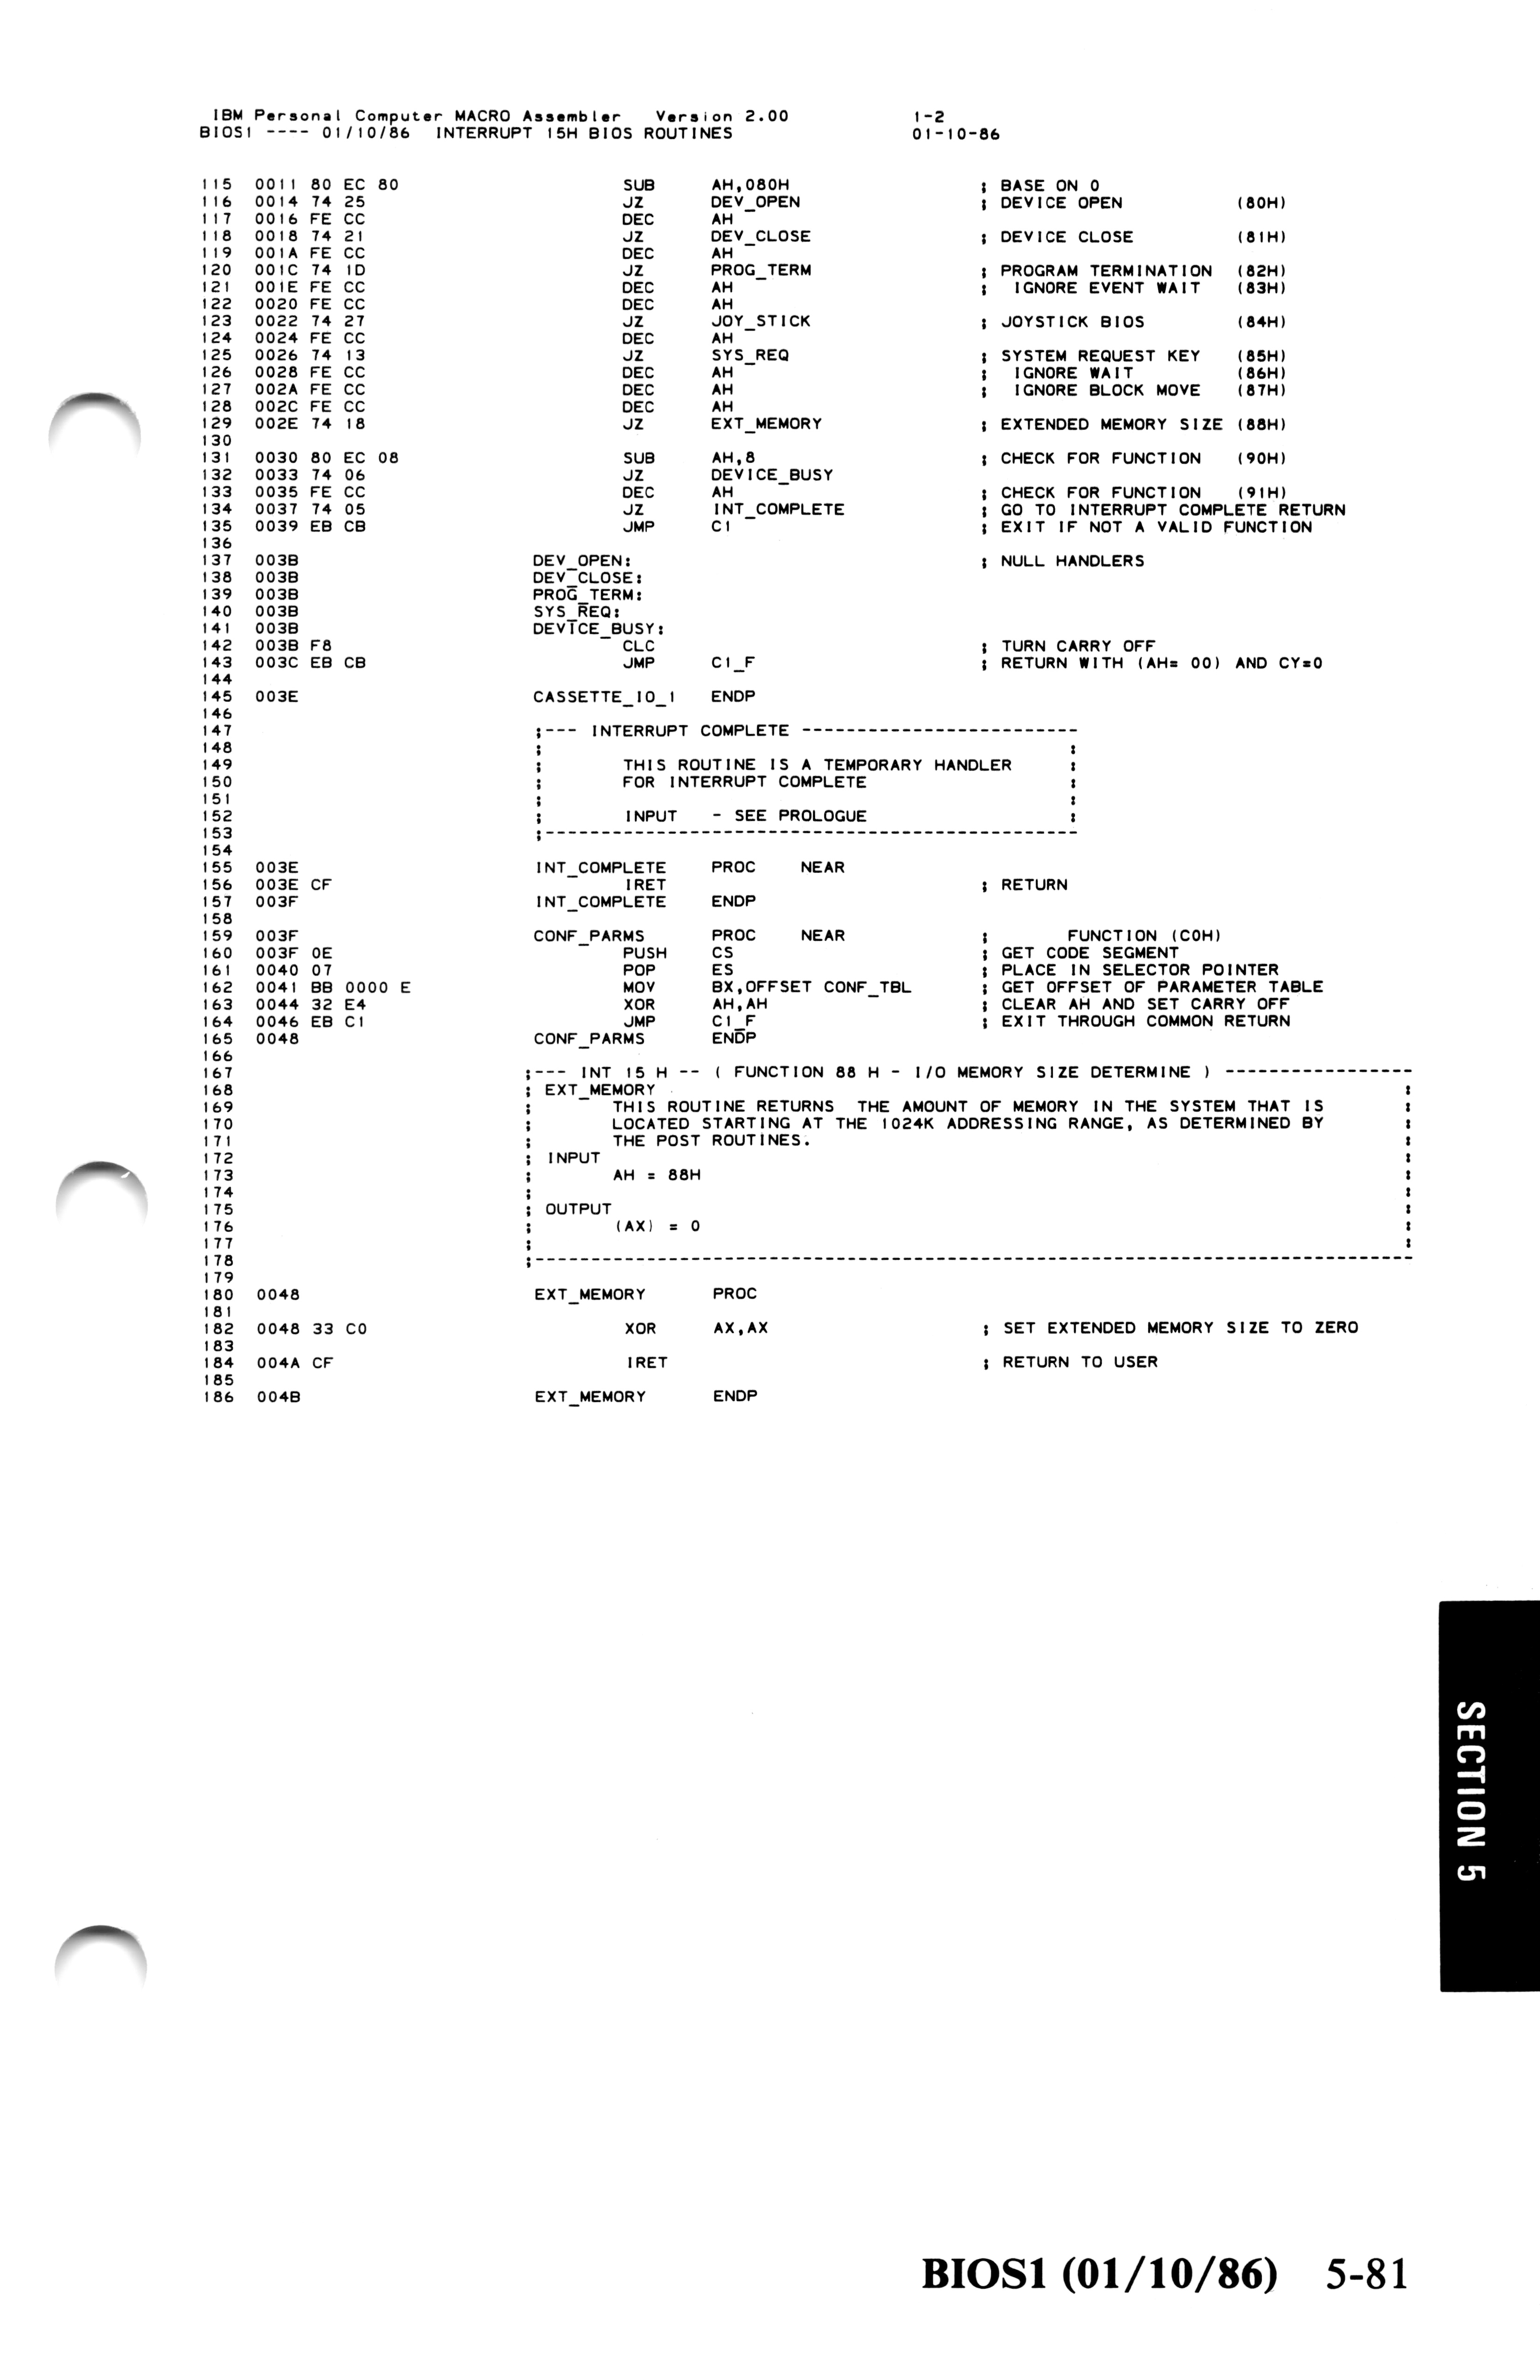 IBM Personal Computer MACRO Assembler   Version 2.00             1-2
BIOS1 ---- 01/10/86  INTERRUPT 15H BIOS ROUTINES                 01-10-86
115  0011 80 EC 80    SUB    AH,080H    ; BASE ON 0
116  0014 74 25    JZ    DEV_OPEN    ; DEVICE OPEN    (80H)
117  0016 FE CC    DEC    AH
118  0018 74 21    JZ    DEV_CLOSE    ; DEVICE CLOSE    (81H)
119  001A FE CC    DEC    AH
120  001C 74 1D    JZ    PROG_TERM    ; PROGRAM TERMINATION  (82H)
121  001E FE CC    DEC    AH    ;  IGNORE EVENT WAIT    (83H)
122  0020 FE CC    DEC    AH
123  0022 74 27    JZ    JOY_STICK    ; JOYSTICK BIOS    (84H)
124  0024 FE CC    DEC    AH
125  0026 74 13    JZ    SYS_REQ    ; SYSTEM REQUEST KEY    (85H)
126  0028 FE CC    DEC    AH    ;  IGNORE WAIT    (86H)
127  002A FE CC    DEC    AH    ;  IGNORE BLOCK MOVE    (87H)
128  002C FE CC    DEC    AH
129  002E 74 18    JZ    EXT_MEMORY    ; EXTENDED MEMORY SIZE (88H)
130
131  0030 80 EC 08    SUB    AH,8    ; CHECK FOR FUNCTION    (90H)
132  0033 74 06    JZ    DEVICE_BUSY
133  0035 FE CC    DEC    AH    ; CHECK FOR FUNCTION    (91H)
134  0037 74 05    JZ    INT_COMPLETE    ; GO TO INTERRUPT COMPLETE RETURN
135  0039 EB CB    JMP    C1    ; EXIT IF NOT A VALID FUNCTION
136
137  003B    DEV_OPEN:    ; NULL HANDLERS
138  003B    DEV_CLOSE:
139  003B    PROG_TERM:
140  003B    SYS_REQ:
141  003B    DEVICE_BUSY:
142  003B F8    CLC    ; TURN CARRY OFF
143  003C EB CB    JMP    C1_F    ; RETURN WITH (AH= 00) AND CY=0
144
145  003E    CASSETTE_IO_1    ENDP
146
147    ;--- INTERRUPT COMPLETE --------------------------
148    ;    :
149    ;    THIS ROUTINE IS A TEMPORARY HANDLER    :
150    ;    FOR INTERRUPT COMPLETE    :
151    ;    :
152    ;    INPUT   - SEE PROLOGUE    :
153    ;-------------------------------------------------
154
155  003E    INT_COMPLETE    PROC    NEAR
156  003E CF    IRET    ; RETURN
157  003F    INT_COMPLETE    ENDP
158
159  003F    CONF_PARMS    PROC    NEAR    ;    FUNCTION (C0H)
160  003F 0E    PUSH    CS    ; GET CODE SEGMENT
161  0040 07    POP    ES    ; PLACE IN SELECTOR POINTER
162  0041 BB 0000 E    MOV    BX,OFFSET CONF_TBL    ; GET OFFSET OF PARAMETER TABLE
163  0044 32 E4    XOR    AH,AH    ; CLEAR AH AND SET CARRY OFF
164  0046 EB C1    JMP    C1_F    ; EXIT THROUGH COMMON RETURN
165  0048    CONF_PARMS    ENDP
166
167    ;--- INT 15 H -- ( FUNCTION 88 H - I/O MEMORY SIZE DETERMINE ) -----------------
168    ; EXT_MEMORY    :
169    ;    THIS ROUTINE RETURNS  THE AMOUNT OF MEMORY IN THE SYSTEM THAT IS    :
170    ;    LOCATED STARTING AT THE 1024K ADDRESSING RANGE, AS DETERMINED BY    :
171    ;    THE POST ROUTINES.    :
172    ; INPUT    :
173    ;    AH = 88H    :
174    ;    :
175    ; OUTPUT    :
176    ;    (AX) = 0    :
177    ;    :
178    ;--------------------------------------------------------------------------------
179
180  0048    EXT_MEMORY    PROC
181
182  0048 33 C0    XOR    AX,AX    ; SET EXTENDED MEMORY SIZE TO ZERO
183
184  004A CF    IRET    ; RETURN TO USER
185
186  004B    EXT_MEMORY    ENDP
SECTION 5
BIOS1 (01/10/86)   5-81